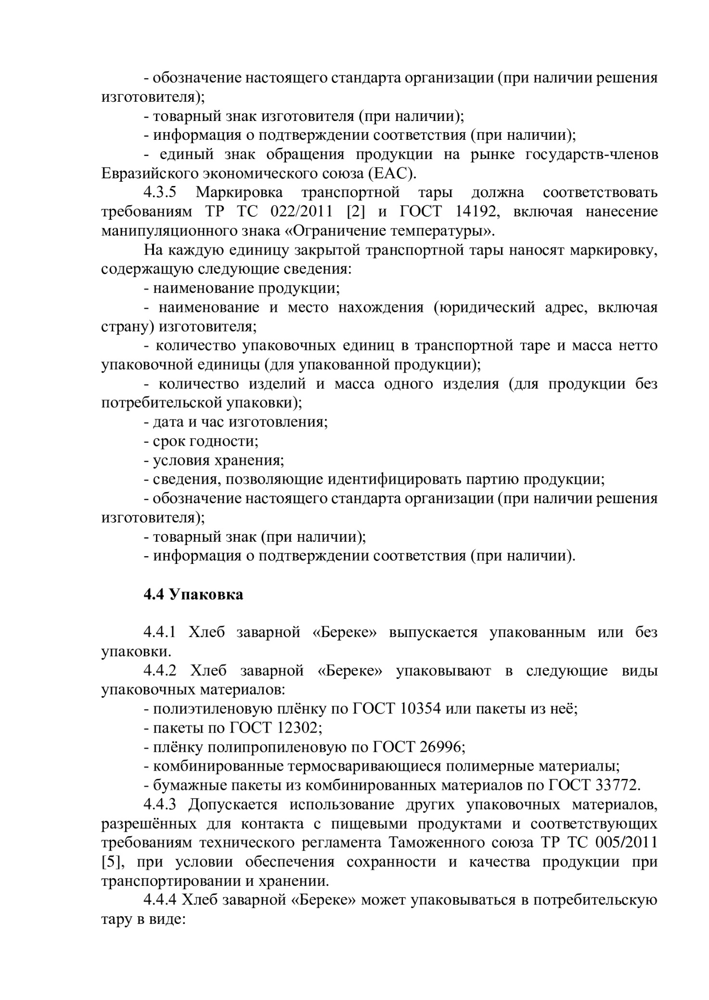 - обозначение настоящего стандарта организации (при наличии решения
изготовителя);
- товарный знак изготовителя (при наличии);
- информация о подтверждении соответствия (при наличии);
- единый знак обращения продукции на рынке государств-членов
Евразийского экономического союза (ЕАС).
4.3.5 Маркировка транспортной тары должна соответствовать
требованиям ТР ТС 022/2011 [2] и ГОСТ 14192, включая нанесение
манипуляционного знака «Ограничение температуры».
На каждую единицу закрытой транспортной тары наносят маркировку,
содержащую следующие сведения:
- наименование продукции;
- наименование и место нахождения (юридический адрес, включая
страну) изготовителя;
- количество упаковочных единиц в транспортной таре и масса нетто
упаковочной единицы (для упакованной продукции);
- количество изделий и масса одного изделия (для продукции без
потребительской упаковки);
- дата и час изготовления;
- срок годности;
- условия хранения;
- сведения, позволяющие идентифицировать партию продукции;
- обозначение настоящего стандарта организации (при наличии решения
изготовителя);
- товарный знак (при наличии);
- информация о подтверждении соответствия (при наличии).
4.4 Упаковка
4.4.1 Хлеб заварной «Береке» выпускается упакованным или без
упаковки.
4.4.2 Хлеб заварной «Береке» упаковывают в следующие виды
упаковочных материалов:
- полиэтиленовую плёнку по ГОСТ 10354 или пакеты из неё;
- пакеты по ГОСТ 12302;
- плёнку полипропиленовую по ГОСТ 26996;
- комбинированные термосваривающиеся полимерные материалы;
- бумажные пакеты из комбинированных материалов по ГОСТ 33772.
4.4.3 Допускается использование других упаковочных материалов,
разрешённых для контакта с пищевыми продуктами и соответствующих
требованиям технического регламента Таможенного союза ТР ТС 005/2011
[5], при условии обеспечения сохранности и качества продукции при
транспортировании и хранении.
4.4.4 Хлеб заварной «Береке» может упаковываться в потребительскую
тару в виде: